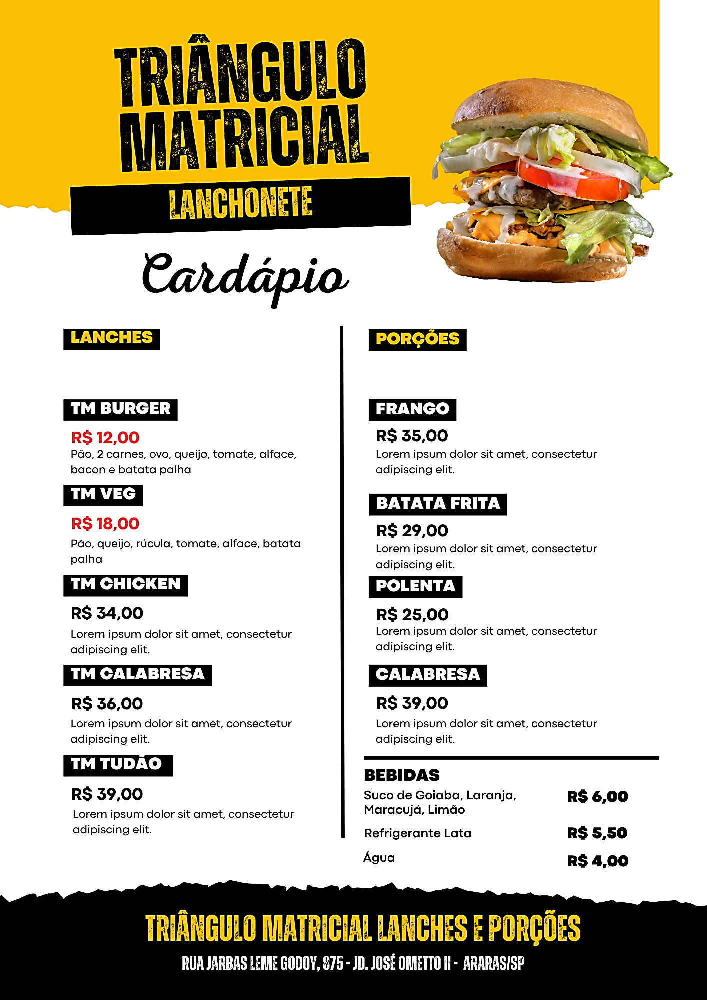 TRIÂNGULO
MATRICIAL
LANCHONETE
Cardápio
LANCHES
TM BURGER
R$ 12,00
Pão, 2 carnes, ovo, queijo, tomate, alface,
bacon e batata palha
TM VEG
R$ 18,00
Pão, queijo, rúcula, tomate, alface, batata
palha
TM CHICKEN
R$ 34,00
Lorem ipsum dolor sit amet, consectetur
adipiscing elit.
TM CALABRESA
R$ 36,00
Lorem ipsum dolor sit amet, consectetur
adipiscing elit.
TM TUDÃO
R$ 39,00
Lorem ipsum dolor sit amet, consectetur
adipiscing elit.
PORÇÕES
FRANGO
R$ 35,00
Lorem ipsum dolor sit amet, consectetur
adipiscing elit.
BATATA FRITA
R$ 29,00
Lorem ipsum dolor sit amet, consectetur
adipiscing elit.
POLENTA
R$ 25,00
Lorem ipsum dolor sit amet, consectetur
adipiscing elit.
CALABRESA
R$ 39,00
Lorem ipsum dolor sit amet, consectetur
adipiscing elit.
BEBIDAS
Suco de Goiaba, Laranja, R$ 6,00
Maracujá, Limão
Refrigerante Lata R$ 5,50
Água R$ 4,00
TRIÂNGULO MATRICIAL LANCHES E PORÇÕES
RUA JARBAS LEME GODOY, 875 - JD. JOSÉ OMETTO II - ARARAS/SP